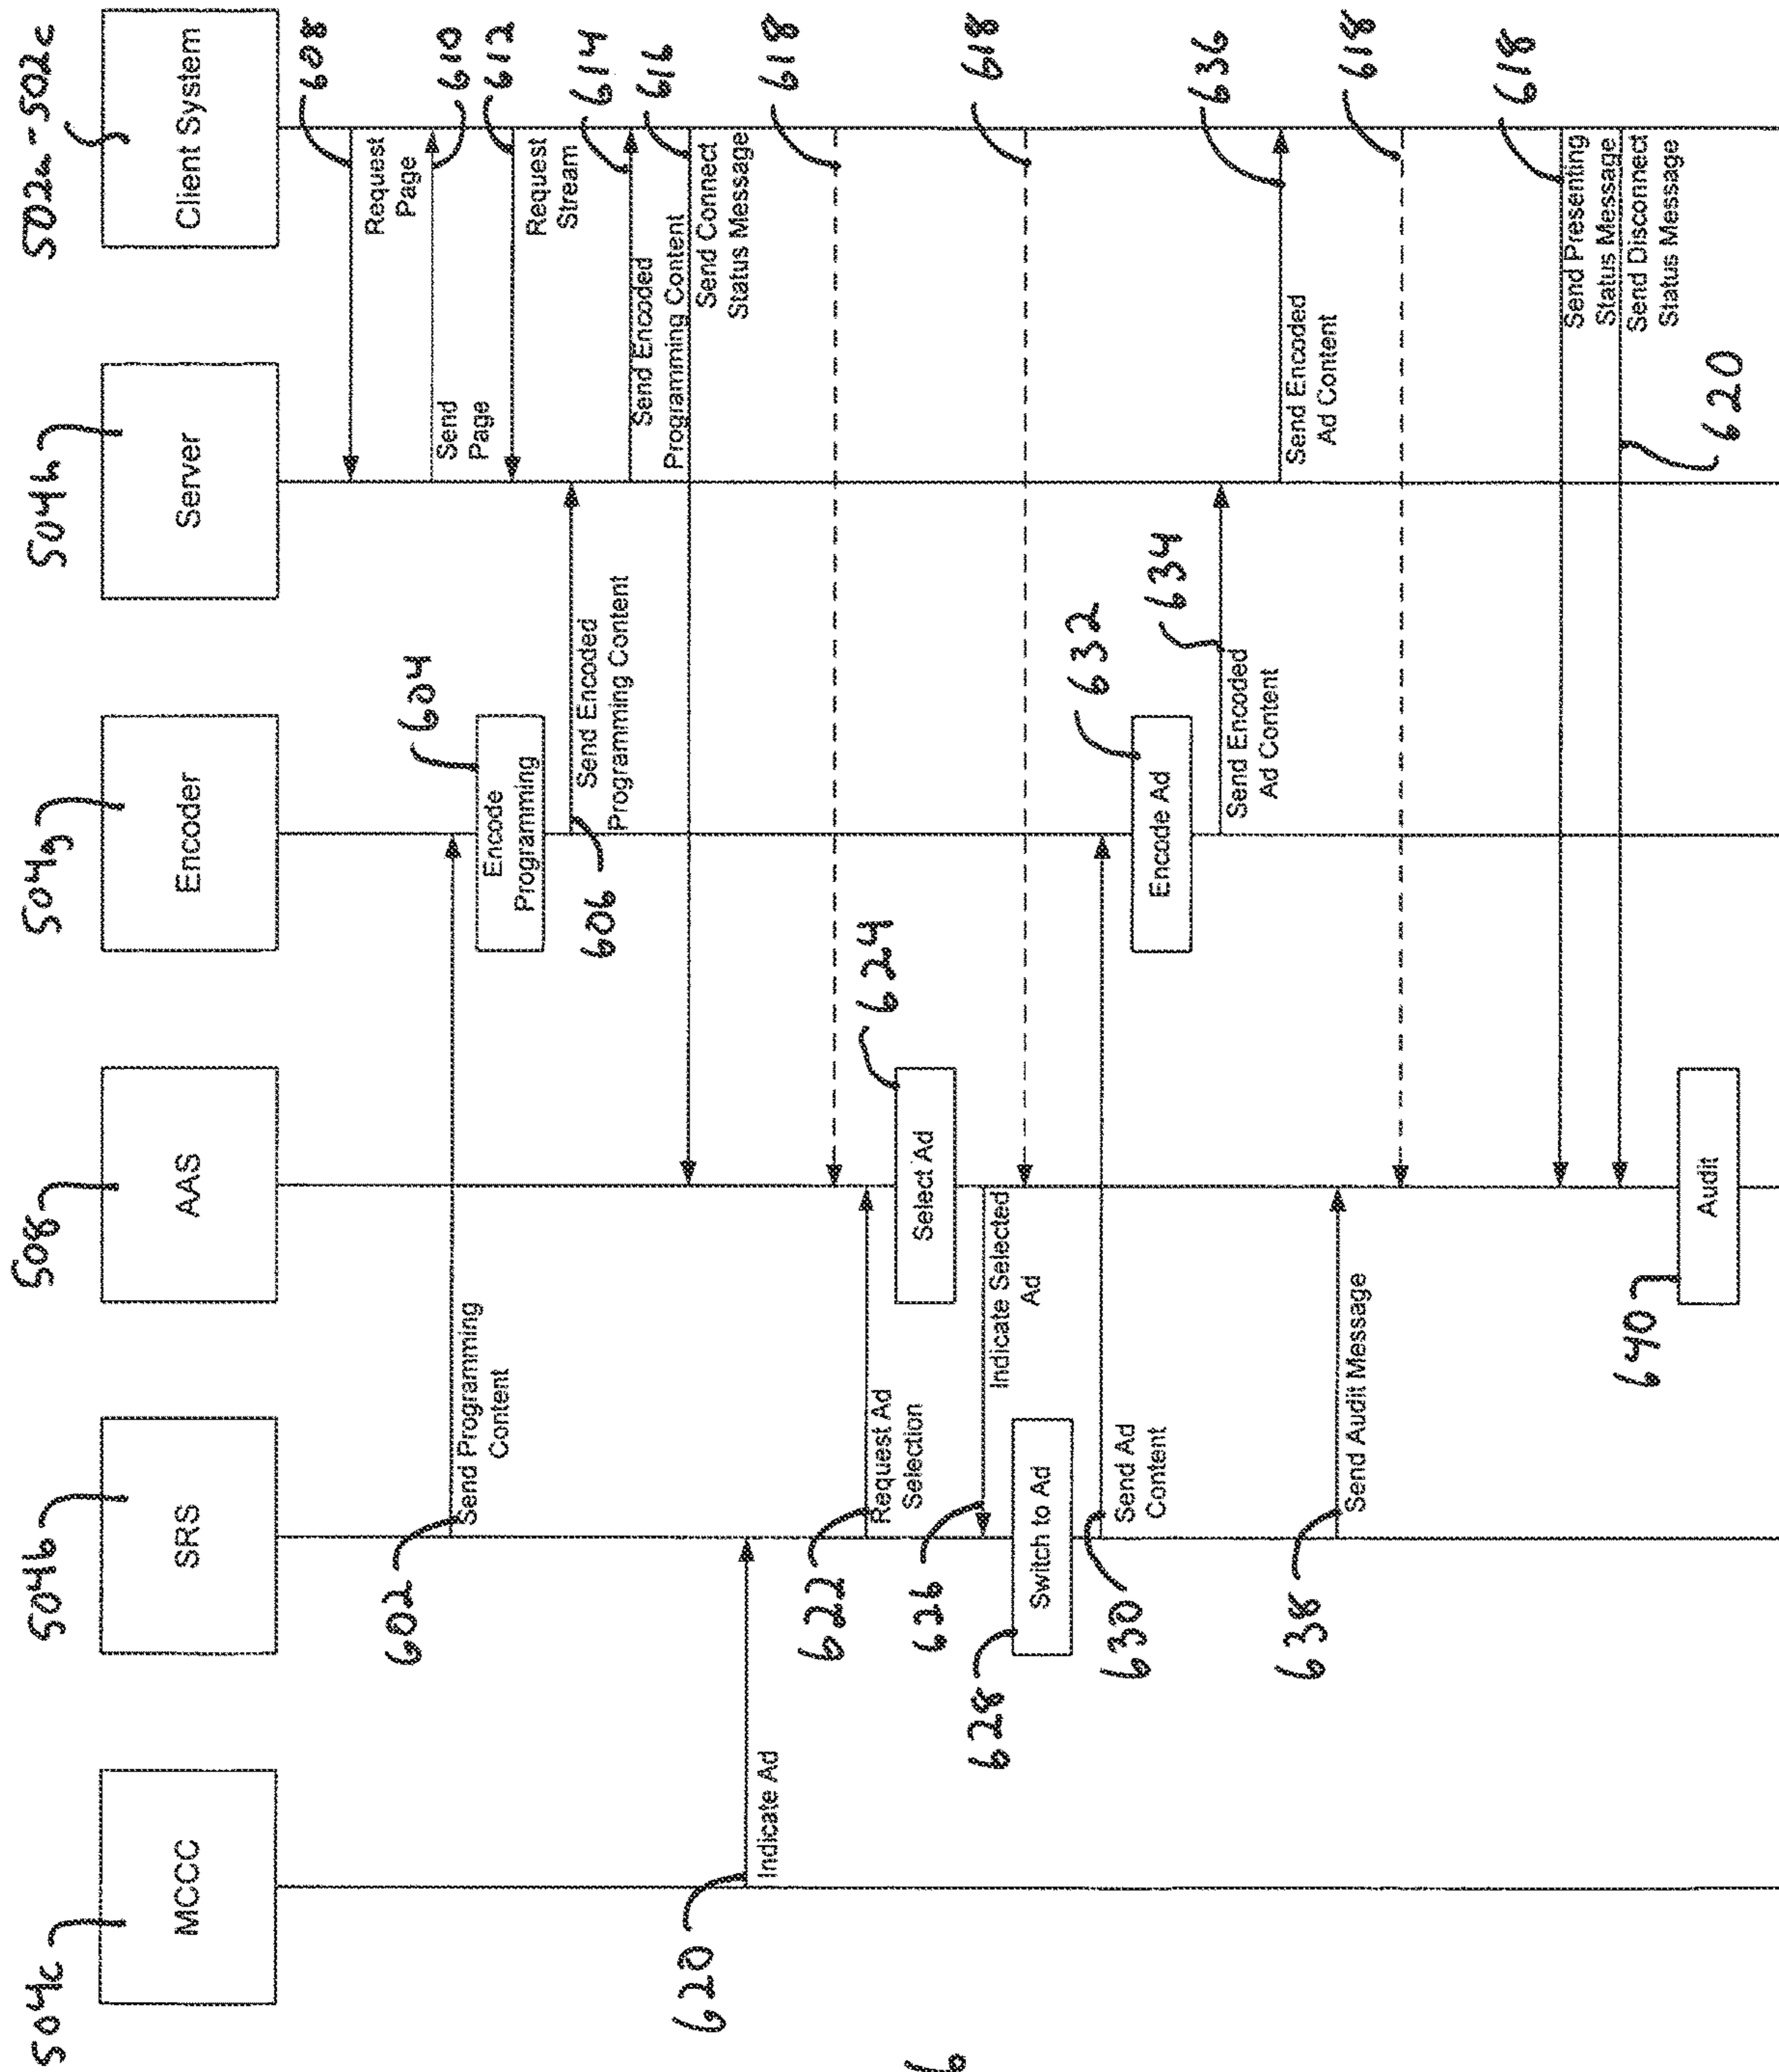 504c
504b
508
504g
504h
502a-502c
MCCC
SRS
AAS
Encoder
Server
Client System
608
Request
Page
610
Send
Page
602
Send Programming
Content
604
Encode
Programming
612
Request
Stream
606
Send Encoded
Programming Content
614
Send Encoded
Programming Content
616
Send Connect
Status Message
620
Indicate Ad
618
622
Request Ad
Selection
624
Select Ad
626
Indicate Selected
Ad
618
628
Switch to Ad
630
Send Ad
Content
632
Encode Ad
634
Send Encoded
Ad Content
636
Send Encoded
Ad Content
638
Send Audit Message
618
618
Send Presenting
Status Message
Send Disconnect
Status Message
620
640
Audit
6